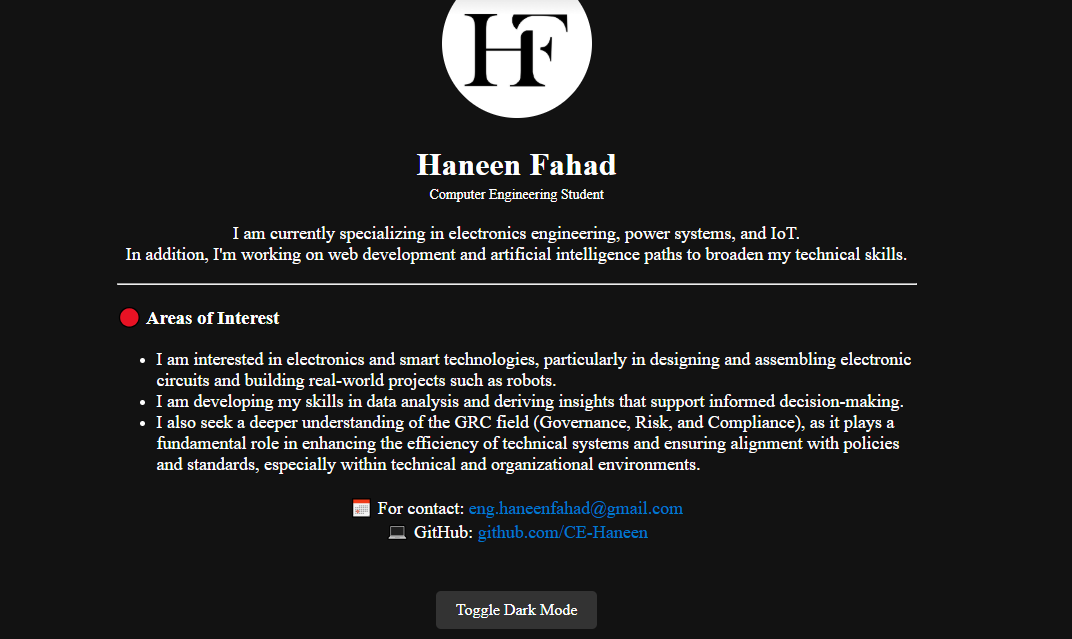 HF
Haneen Fahad
Computer Engineering Student
I am currently specializing in electronics engineering, power systems, and IoT.
In addition, I'm working on web development and artificial intelligence paths to broaden my technical skills.
Areas of Interest
• I am interested in electronics and smart technologies, particularly in designing and assembling electronic
circuits and building real-world projects such as robots.
• I am developing my skills in data analysis and deriving insights that support informed decision-making.
• I also seek a deeper understanding of the GRC field (Governance, Risk, and Compliance), as it plays a
fundamental role in enhancing the efficiency of technical systems and ensuring alignment with policies
and standards, especially within technical and organizational environments.
For contact: eng.haneenfahad@gmail.com
GitHub: github.com/CE-Haneen
Toggle Dark Mode